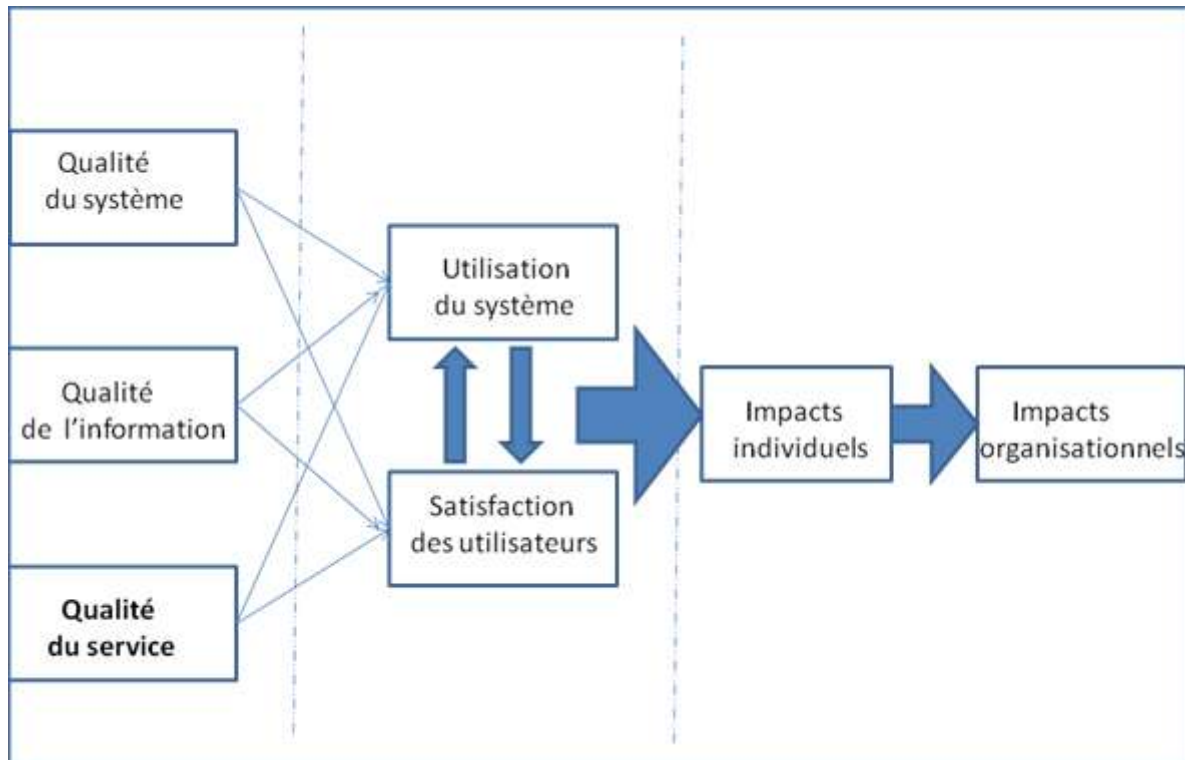 Qualité
du système
Qualité
de l'information
Qualité
du service
Utilisation
du système
Satisfaction
des utilisateurs
Impacts
individuels
Impacts
organisationnels